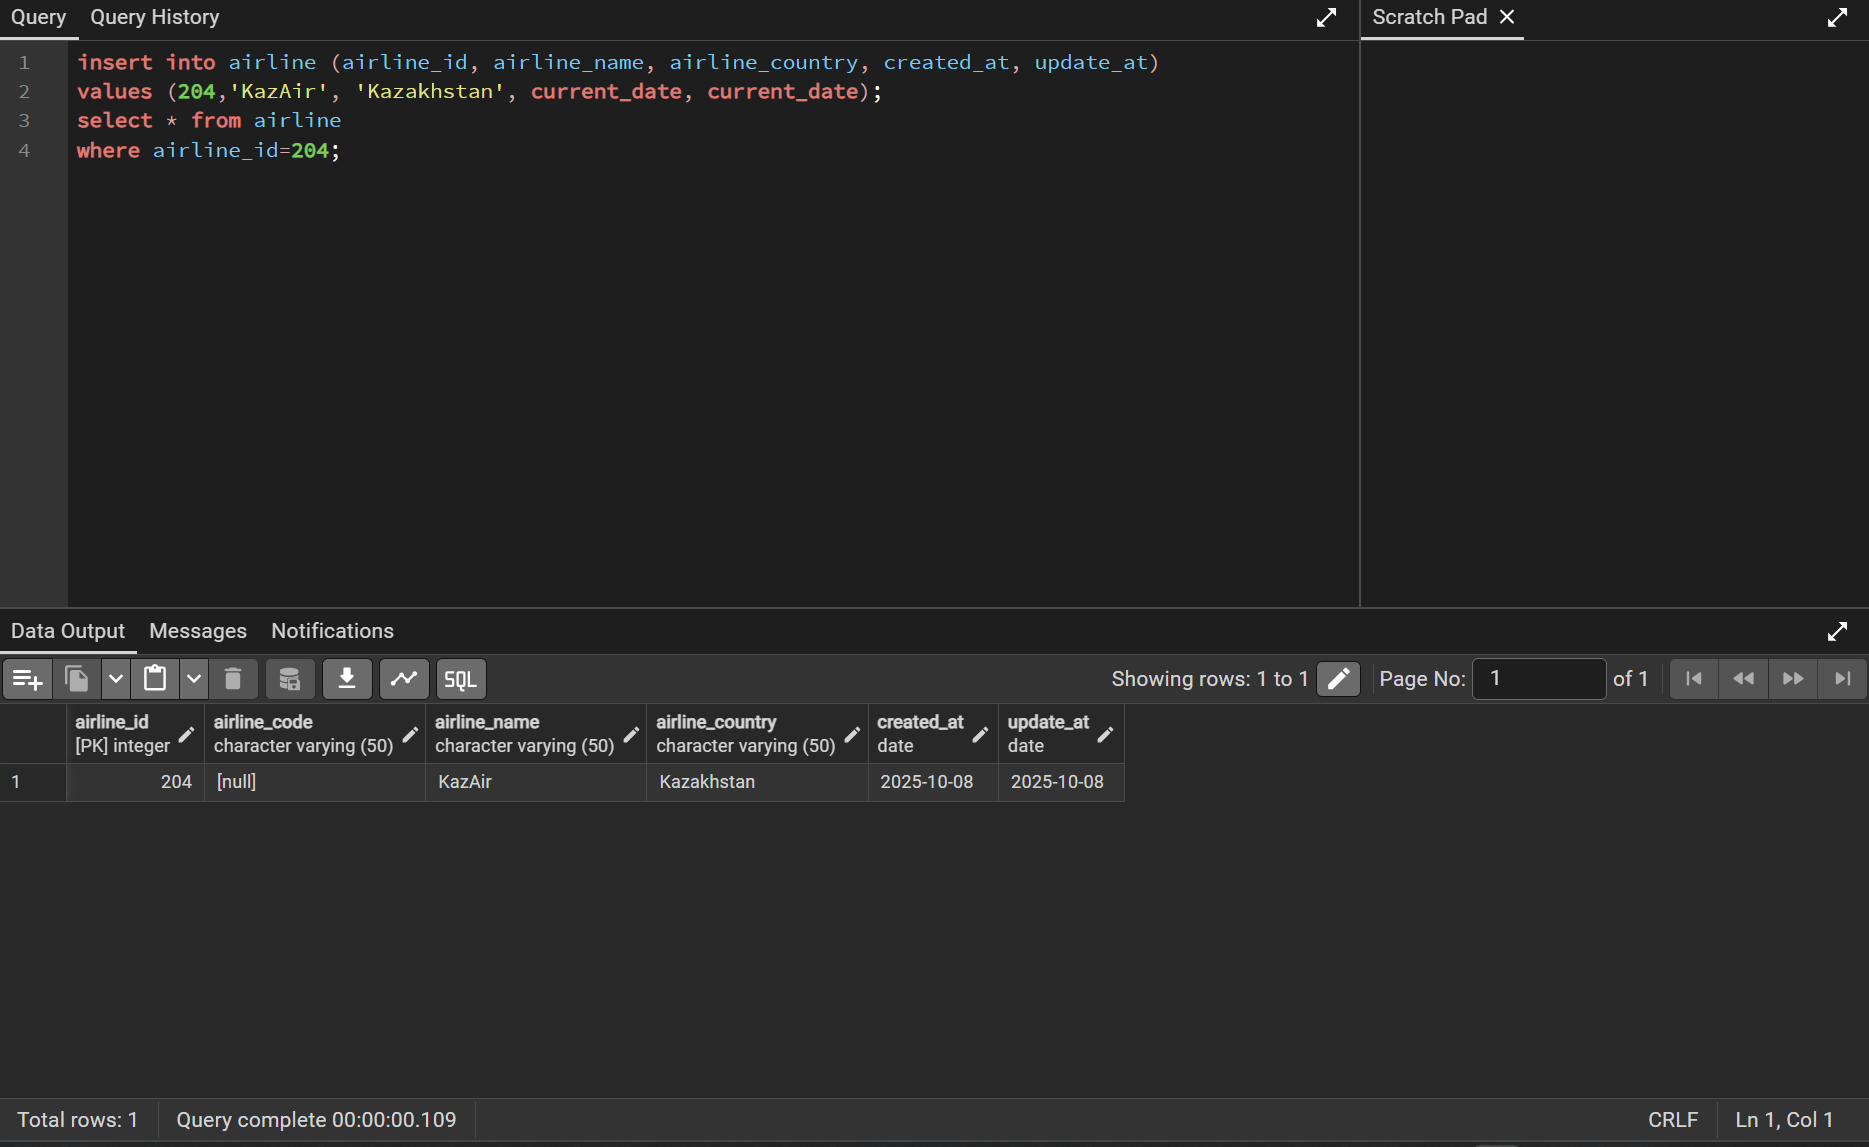 Query Query History Scratch Pad
1 insert into airline (airline_id, airline_name, airline_country, created_at, update_at)
2 values (204,'KazAir', 'Kazakhstan', current_date, current_date);
3 select * from airline
4 where airline_id=204;
Data Output Messages Notifications
SQL Showing rows: 1 to 1 Page No: 1 of 1
airline_id airline_code airline_name airline_country created_at update_at
[PK] integer character varying (50) character varying (50) character varying (50) date date
1 204 [null] KazAir Kazakhstan 2025-10-08 2025-10-08
Total rows: 1 Query complete 00:00:00.109 CRLF Ln 1, Col 1